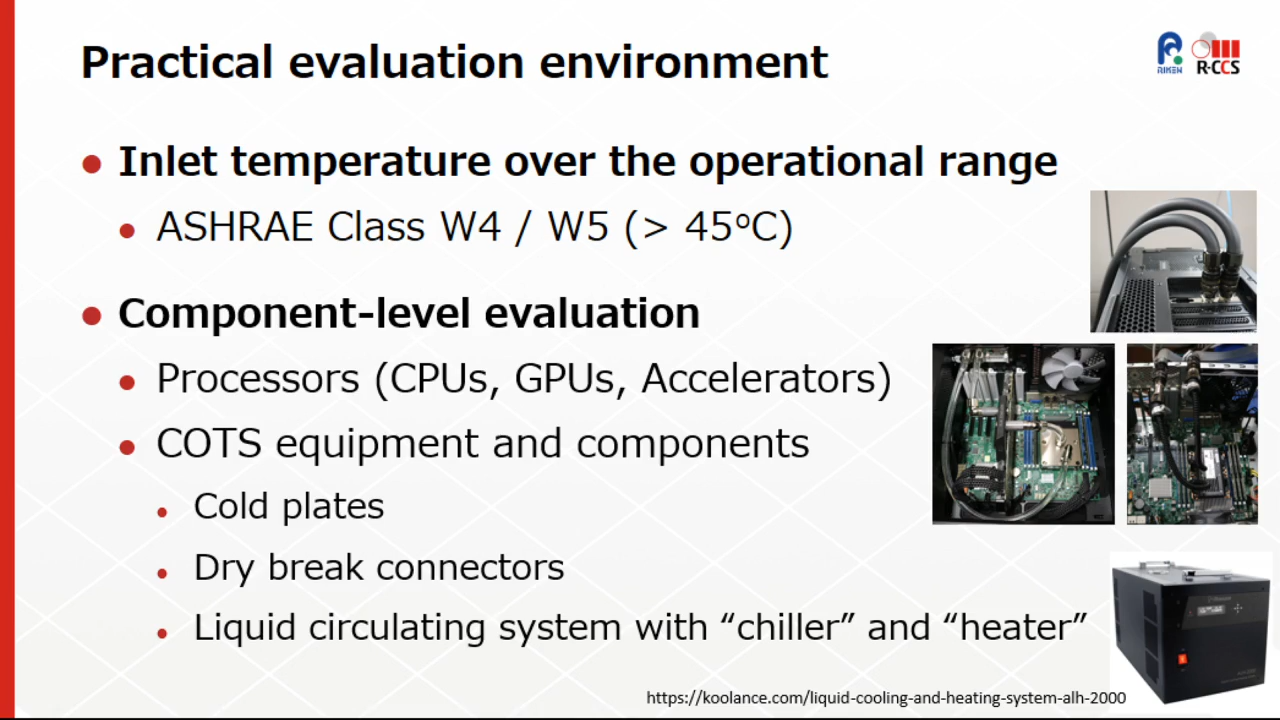 Practical evaluation environment
RIKEN
R-CCS
Inlet temperature over the operational range
ASHRAE Class W4 / W5 (> 45°C)
Component-level evaluation
Processors (CPUs, GPUs, Accelerators)
COTS equipment and components
Cold plates
Dry break connectors
Liquid circulating system with “chiller” and “heater”
https://koolance.com/liquid-cooling-and-heating-system-alh-2000